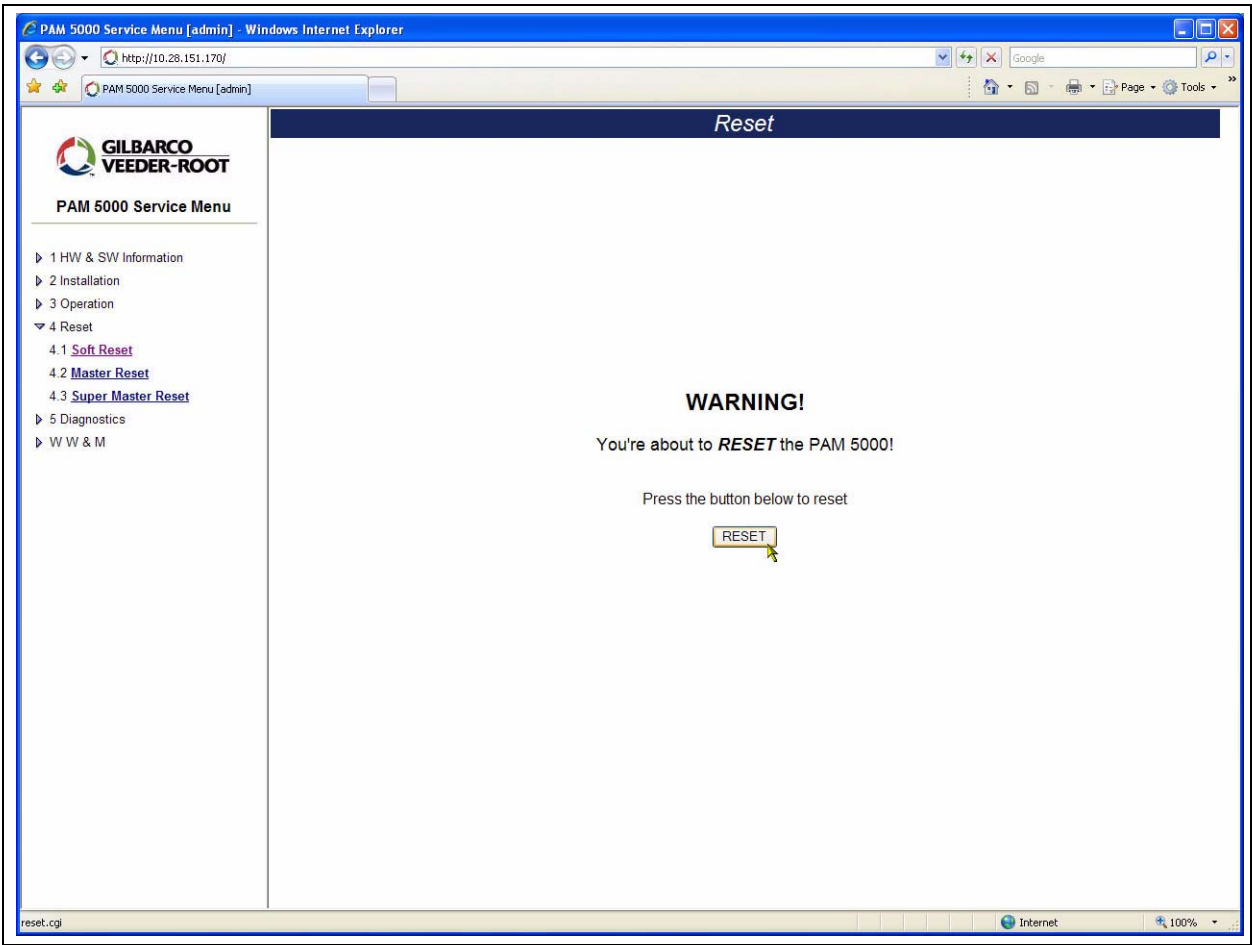 PAM 5000 Service Menu [admin] - Windows Internet Explorer
http://10.28.151.170/
Google
PAM 5000 Service Menu [admin]
Page
Tools
»
GILBARCO
VEEDER-ROOT
TM
PAM 5000 Service Menu
1 HW & SW Information
2 Installation
3 Operation
4 Reset
4.1 Soft Reset
4.2 Master Reset
4.3 Super Master Reset
5 Diagnostics
W W & M
Reset
WARNING!
You're about to RESET the PAM 5000!
Press the button below to reset
RESET
reset.cgi
Internet
100%